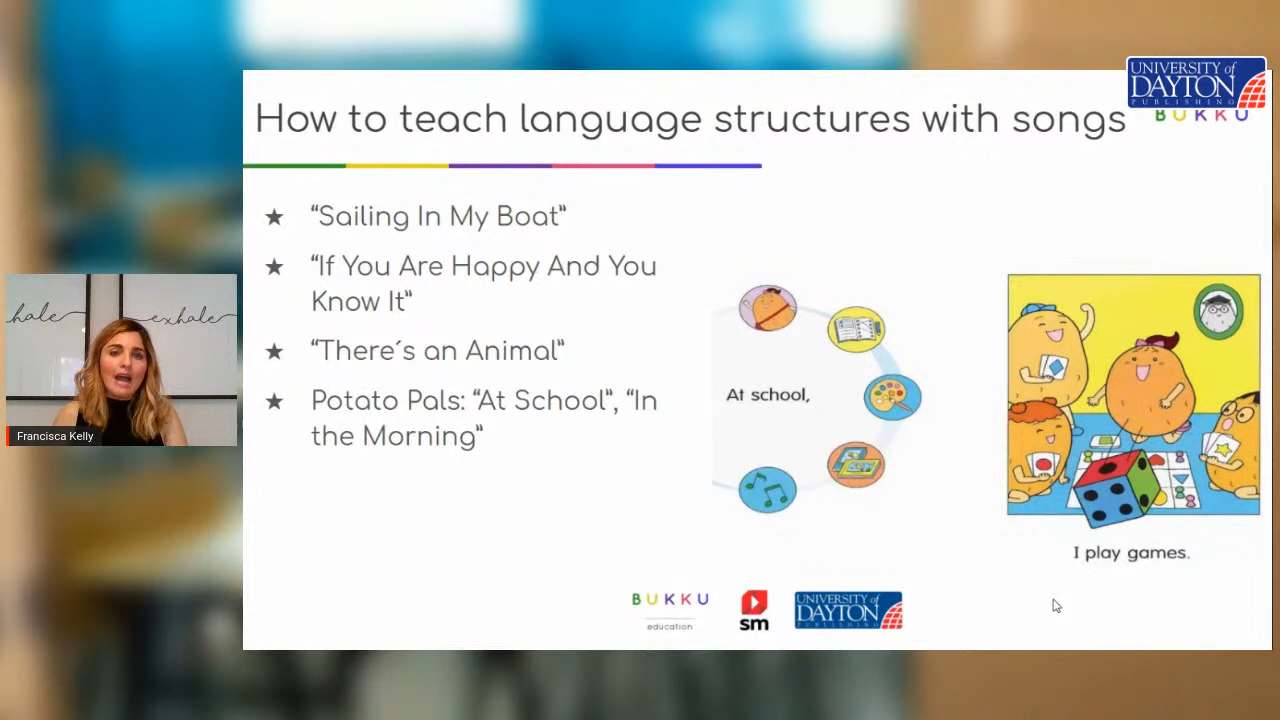 UNIVERSITY of
DAYTON
PUBLISHING
BUKKU
How to teach language structures with songs
★ “Sailing In My Boat”
★ “If You Are Happy And You
Know It”
★ “There´s an Animal”
★ Potato Pals: “At School”, “In
the Morning”
At school,
I play games.
hale
exhale
Francisca Kelly
BUKKU
education
sm
UNIVERSITY of
DAYTON
PUBLISHING